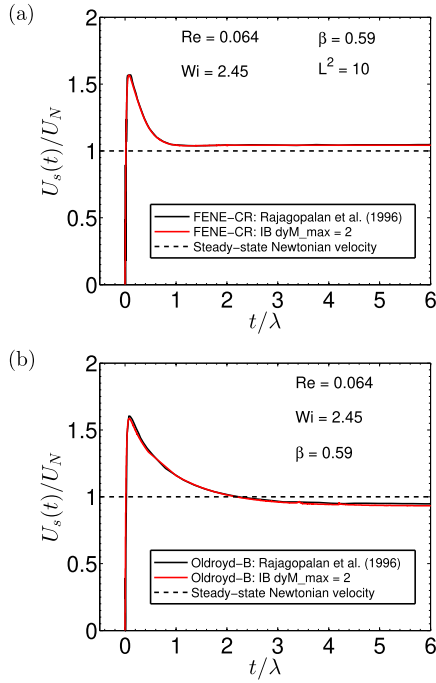 (a)
2
1.5
1
0.5
0
U_s(t)/U_N
Re = 0.064
β = 0.59
Wi = 2.45
L² = 10
FENE−CR: Rajagopalan et al. (1996)
FENE−CR: IB dyM_max = 2
Steady−state Newtonian velocity
0 1 2 3 4 5 6
t/λ
(b)
2
1.5
1
0.5
0
U_s(t)/U_N
Re = 0.064
Wi = 2.45
β = 0.59
Oldroyd−B: Rajagopalan et al. (1996)
Oldroyd−B: IB dyM_max = 2
Steady−state Newtonian velocity
0 1 2 3 4 5 6
t/λ